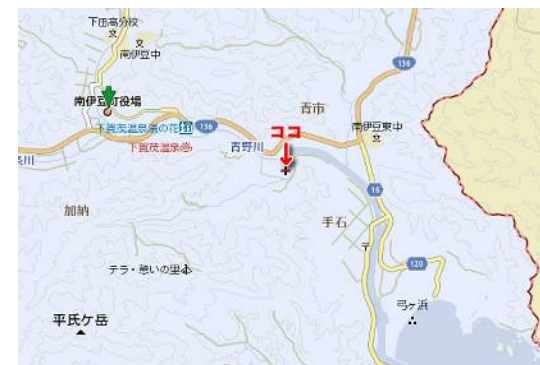 下田高分校
文
文
南伊豆中
136
南伊豆町役場
下賀茂温泉湯の花
136
下賀茂温泉
青野川
ココ
青市
南伊豆東中
文
加納
手石
16
〒
テラ・憩いの里
120
弓ヶ浜
平氏ケ岳